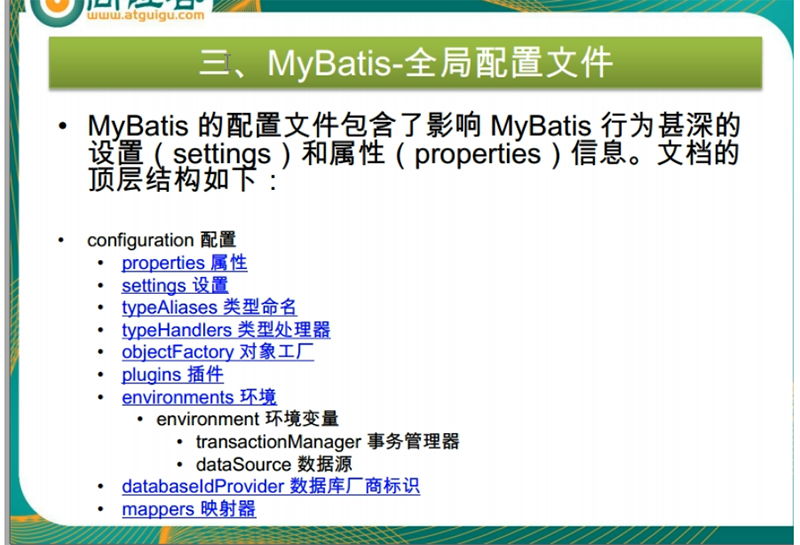 www.atguigu.com
三、MyBatis-全局配置文件
• MyBatis 的配置文件包含了影响 MyBatis 行为甚深的
设置（settings）和属性（properties）信息。文档的
顶层结构如下：
• configuration 配置
• properties 属性
• settings 设置
• typeAliases 类型命名
• typeHandlers 类型处理器
• objectFactory 对象工厂
• plugins 插件
• environments 环境
• environment 环境变量
• transactionManager 事务管理器
• dataSource 数据源
• databaseIdProvider 数据库厂商标识
• mappers 映射器